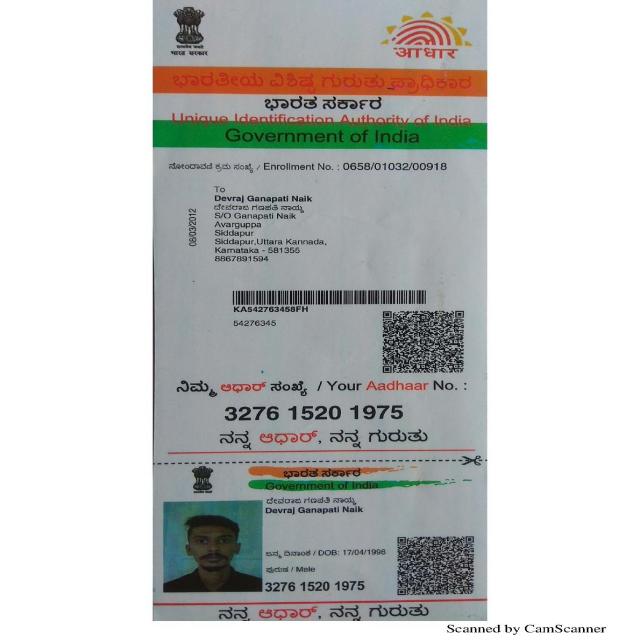 भारत सरकार
आधार
ಭಾರತೀಯ ವಿಶಿಷ್ಟ ಗುರುತು ಪ್ರಾಧಿಕಾರ
ಭಾರತ ಸರ್ಕಾರ
Unique Identification Authority of India
Government of India
ನೋಂದಾವಣೆ ಕ್ರಮ ಸಂಖ್ಯೆ / Enrollment No. : 0658/01032/00918
To
Devraj Ganapati Naik
ದೇವರಾಜ ಗಣಪತಿ ನಾಯ್ಕ
S/O Ganapati Naik
Avarguppa
Siddapur
Siddapur,Uttara Kannada,
Karnataka - 581355
8867891594
08/03/2012
KA542763458FH
54276345
ನಿಮ್ಮ ಆಧಾರ್ ಸಂಖ್ಯೆ / Your Aadhaar No. :
3276 1520 1975
ನನ್ನ ಆಧಾರ್, ನನ್ನ ಗುರುತು
ಭಾರತ ಸರ್ಕಾರ
Government of India
ದೇವರಾಜ ಗಣಪತಿ ನಾಯ್ಕ
Devraj Ganapati Naik
ಜನ್ಮ ದಿನಾಂಕ / DOB: 17/04/1998
ಪುರುಷ / Male
3276 1520 1975
ನನ್ನ ಆಧಾರ್, ನನ್ನ ಗುರುತು
Scanned by CamScanner